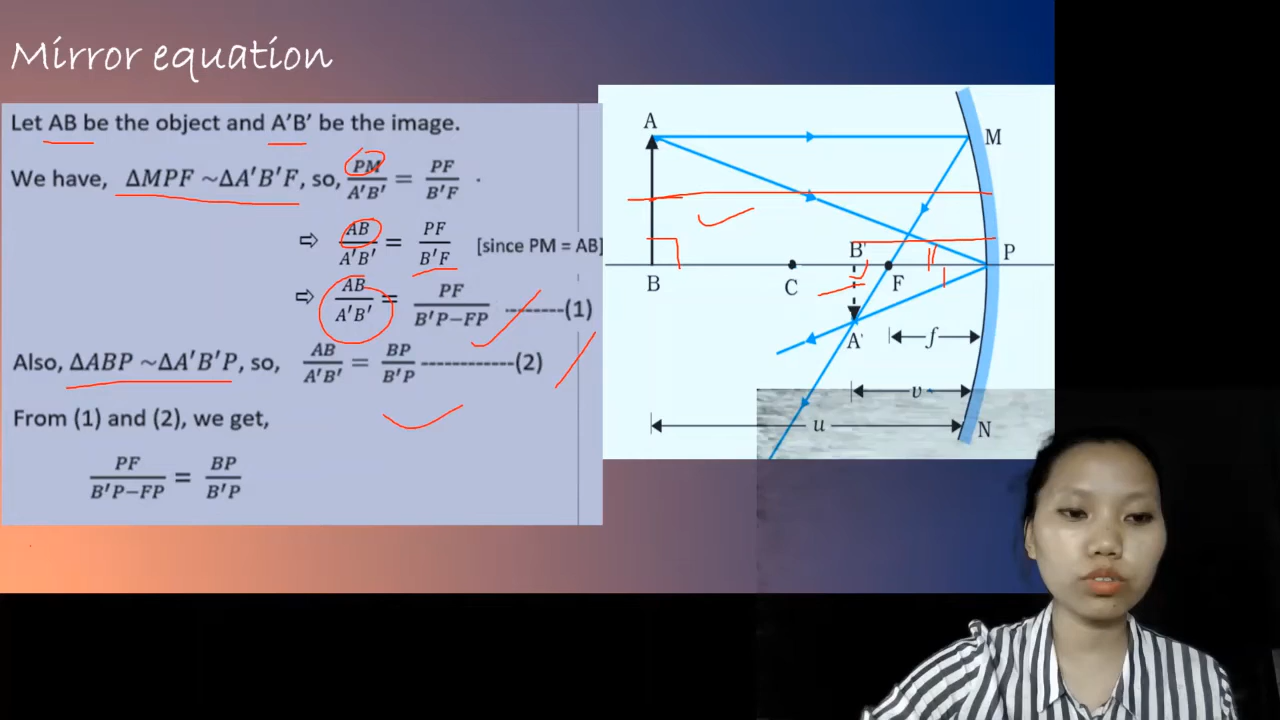 Mirror equation
Let AB be the object and A′B′ be the image.
We have, ΔMPF ~ΔA′B′F, so, PM/A′B′ = PF/B′F .
⇨ AB/A′B′ = PF/B′F [since PM = AB]
⇨ AB/A′B′ = PF/B′P−FP --------(1)
Also, ΔABP ~ΔA′B′P, so, AB/A′B′ = BP/B′P ------------(2)
From (1) and (2), we get,
PF/B′P−FP = BP/B′P
A
M
B'
P
B
C
F
A'
f
v
u
N